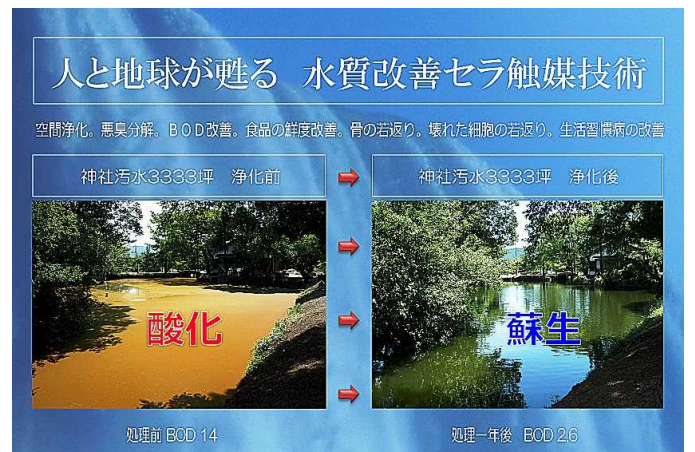 人と地球が甦る 水質改善セラ触媒技術
空間浄化。悪臭分解。BOD改善。食品の鮮度改善。骨の若返り。壊れた細胞の若返り。生活習慣病の改善
神社汚水3333坪 浄化前
神社汚水3333坪 浄化後
酸化
蘇生
処理前 BOD 14
処理一年後 BOD 2.6